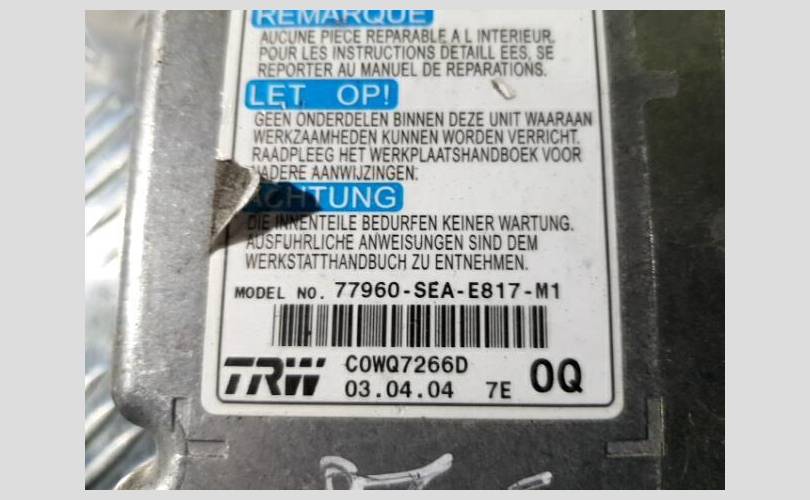 REMARQUE
AUCUNE PIECE REPARABLE A L INTERIEUR.
POUR LES INSTRUCTIONS DETAILL EES, SE
REPORTER AU MANUEL DE REPARATIONS.
LET OP!
GEEN ONDERDELEN BINNEN DEZE UNIT WAARAAN
WERKZAAMHEDEN KUNNEN WORDEN VERRICHT.
RAADPLEEG HET WERKPLAATSHANDBOEK VOOR
NADERE AANWIJZINGEN.
ACHTUNG
DIE INNENTEILE BEDURFEN KEINER WARTUNG.
AUSFUHRLICHE ANWEISUNGEN SIND DEM
WERKSTATTHANDBUCH ZU ENTNEHMEN.
MODEL NO. 77960-SEA-E817-M1
TRW COWQ7266D 0Q
03.04.04 7E